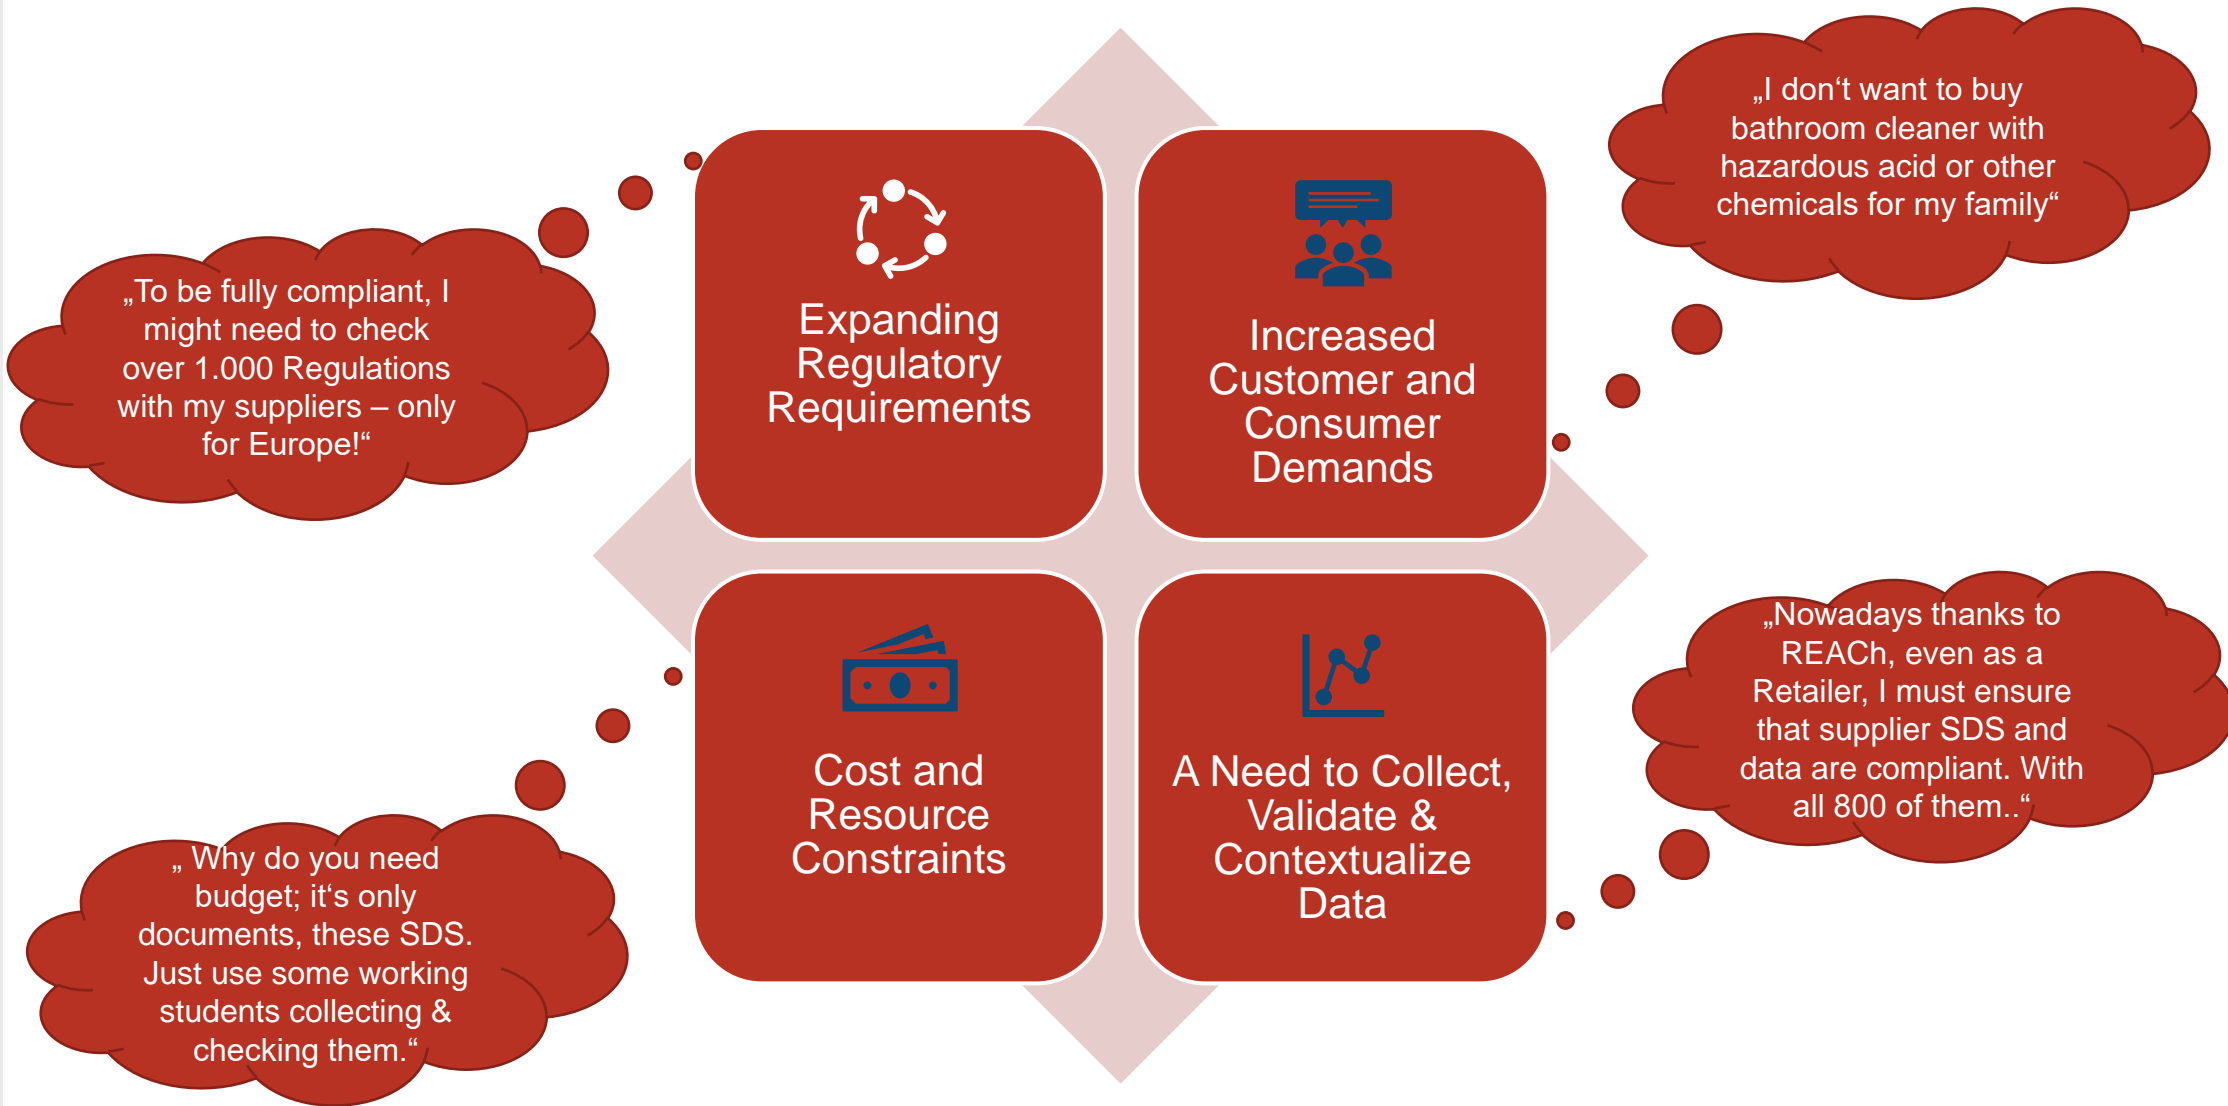 „To be fully compliant, I
might need to check
over 1.000 Regulations
with my suppliers – only
for Europe!“
Expanding
Regulatory
Requirements
Increased
Customer and
Consumer
Demands
„I don‘t want to buy
bathroom cleaner with
hazardous acid or other
chemicals for my family“
„ Why do you need
budget; it‘s only
documents, these SDS.
Just use some working
students collecting &
checking them.“
Cost and
Resource
Constraints
A Need to Collect,
Validate &
Contextualize
Data
„Nowadays thanks to
REACh, even as a
Retailer, I must ensure
that supplier SDS and
data are compliant. With
all 800 of them..“